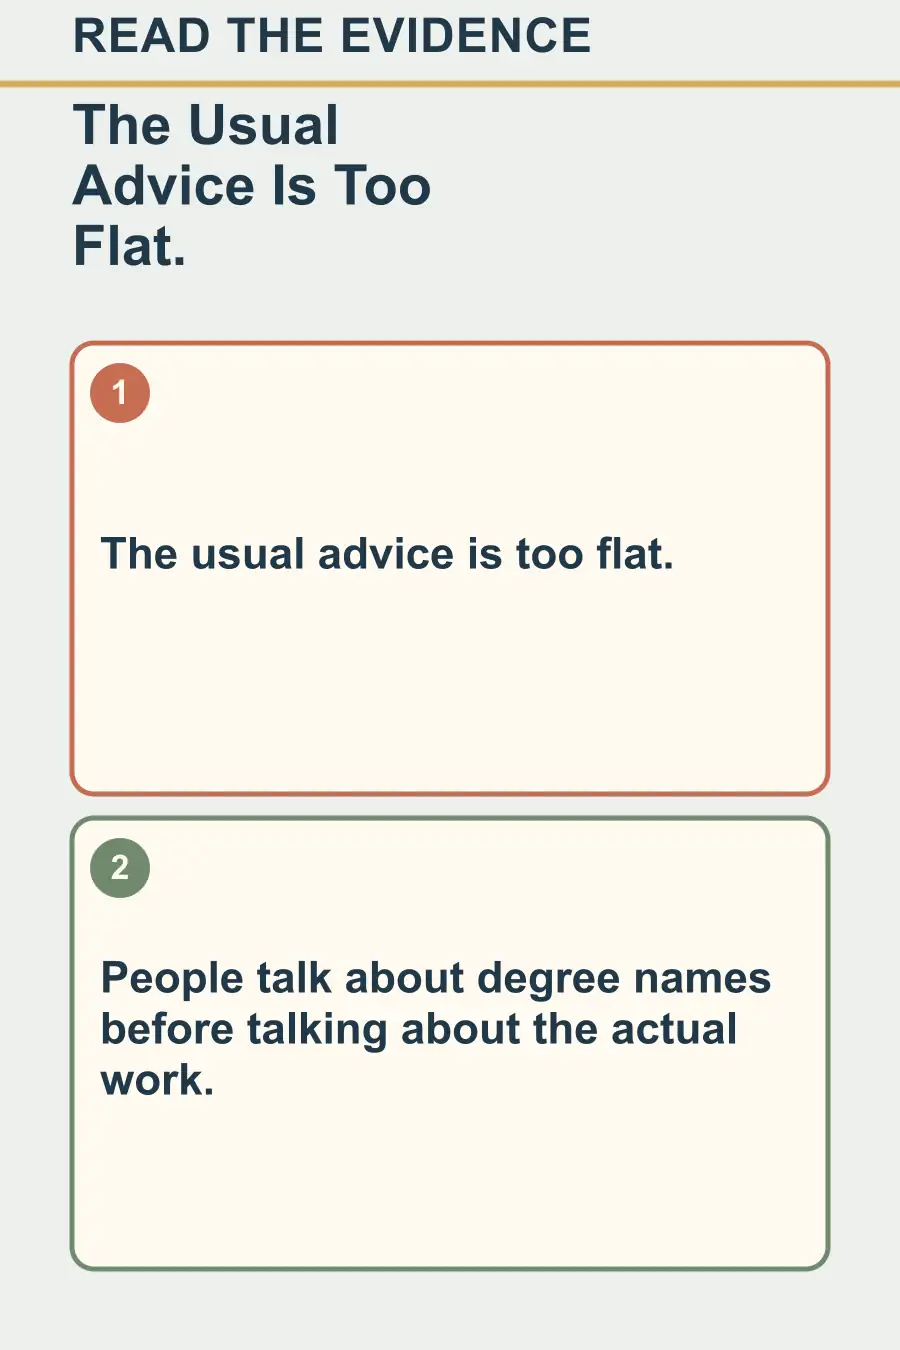 READ THE EVIDENCE
The Usual
Advice Is Too
Flat.
1
The usual advice is too flat.
2
People talk about degree names
before talking about the actual
work.